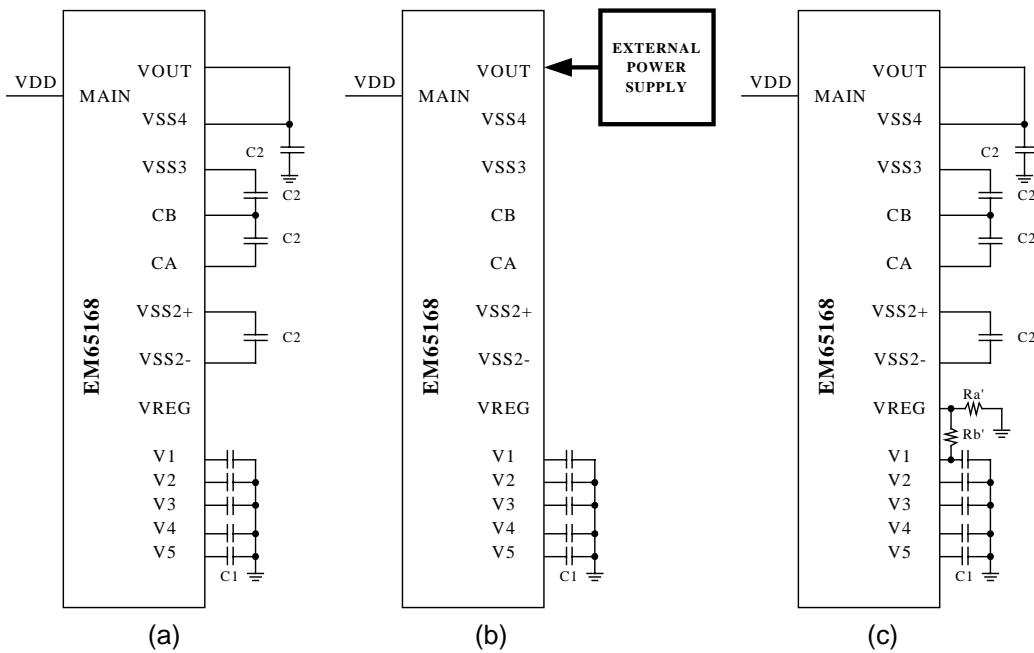 VDD
MAIN
VOUT
VSS4
C2
VSS3
C2
CB
C2
CA
EM65168
VSS2+
C2
VSS2-
VREG
V1
V2
V3
V4
V5
C1
(a)
VDD
MAIN
VOUT
EXTERNAL
POWER
SUPPLY
VSS4
VSS3
CB
CA
EM65168
VSS2+
VSS2-
VREG
V1
V2
V3
V4
V5
C1
(b)
VDD
MAIN
VOUT
VSS4
C2
VSS3
C2
CB
C2
CA
EM65168
VSS2+
C2
VSS2-
VREG
Ra'
Rb'
V1
V2
V3
V4
V5
C1
(c)